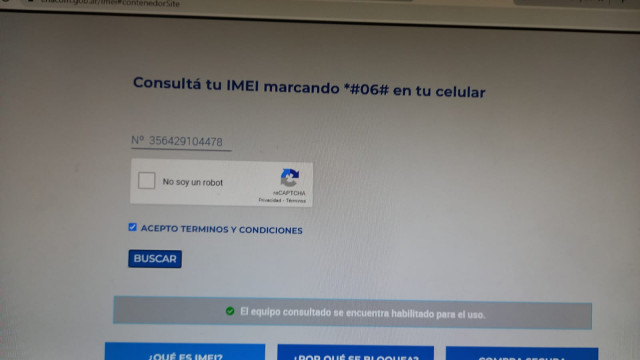 enacom.gob.ar/imei#contenedorSite
Consultá tu IMEI marcando *#06# en tu celular
Nº 356429104478
No soy un robot
reCAPTCHA
Privacidad - Términos
ACEPTO TERMINOS Y CONDICIONES
BUSCAR
El equipo consultado se encuentra habilitado para el uso.
¿QUÉ ES IMEI?
¿POR QUÉ SE BLOQUEA?
COMPRA SEGURA